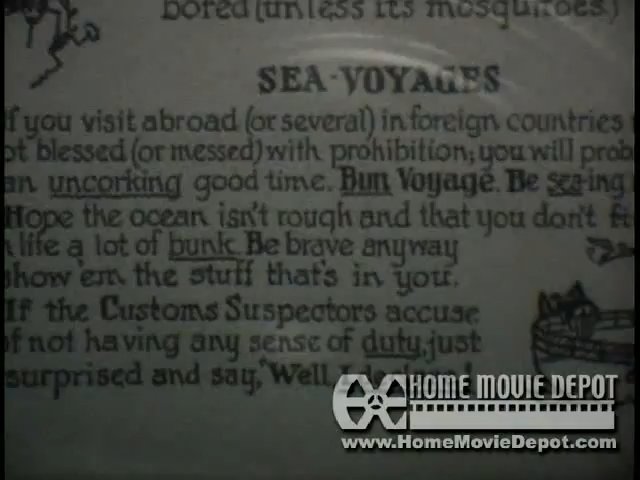 bored (unless its mosquitoes.)
SEA-VOYAGES
If you visit abroad (or several) in foreign countries
ot blessed (or messed) with prohibition; you will prob
an uncorking good time. Bun Voyage. Be sea-ing
Hope the ocean isn't rough and that you don't
life a lot of bunk. Be brave anyway
how 'em the stuff that's in you.
If the Customs Suspectors accuse
of not having any sense of duty, just
surprised and say, "Well I
HOME MOVIE DEPOT
www.HomeMovieDepot.com